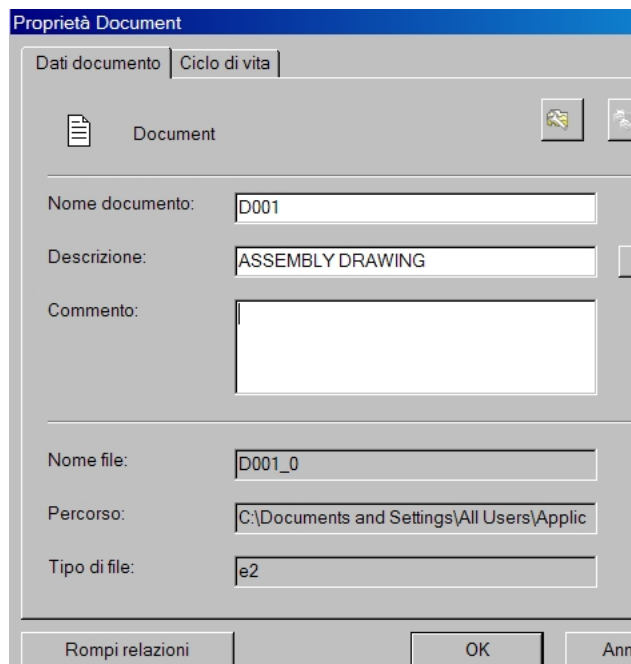 Proprietà Document
Dati documento Ciclo di vita
Document
Nome documento: D001
Descrizione: ASSEMBLY DRAWING
Commento:
Nome file: D001_0
Percorso: C:\Documents and Settings\All Users\Applic
Tipo di file: e2
Rompi relazioni OK Ann